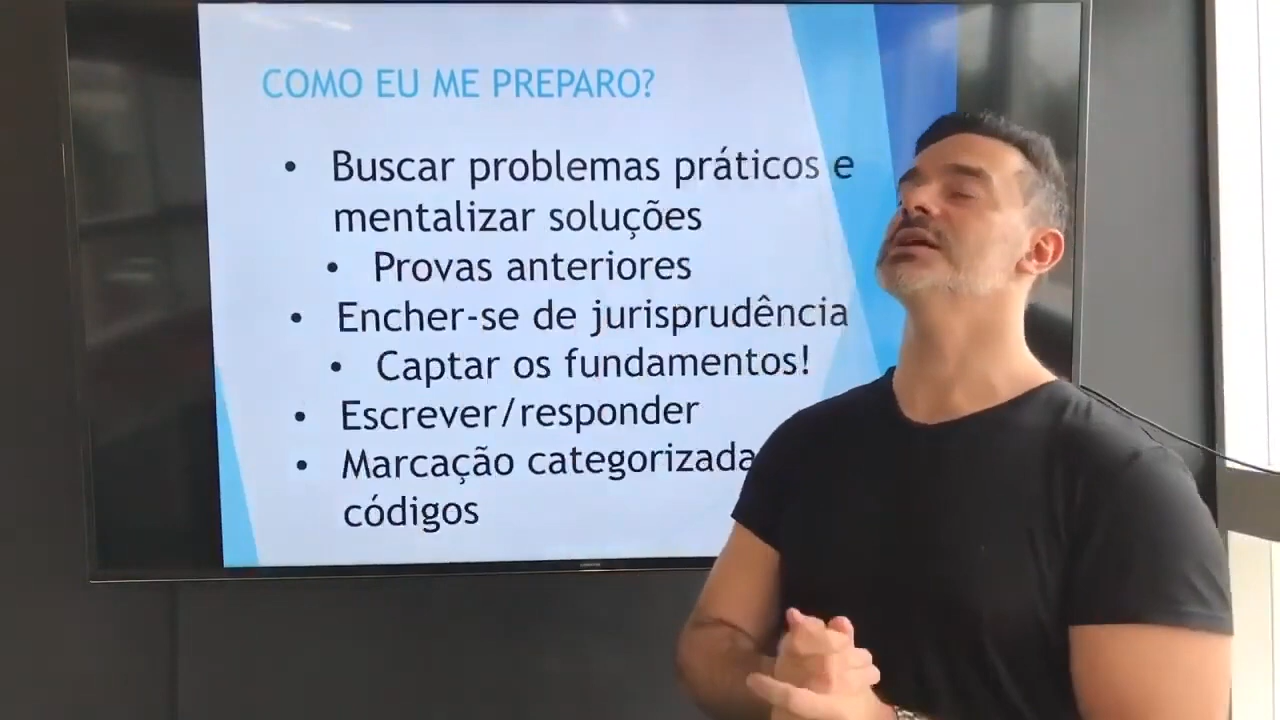 COMO EU ME PREPARO?
• Buscar problemas práticos e
mentalizar soluções
• Provas anteriores
• Encher-se de jurisprudência
• Captar os fundamentos!
• Escrever/responder
• Marcação categorizada
códigos